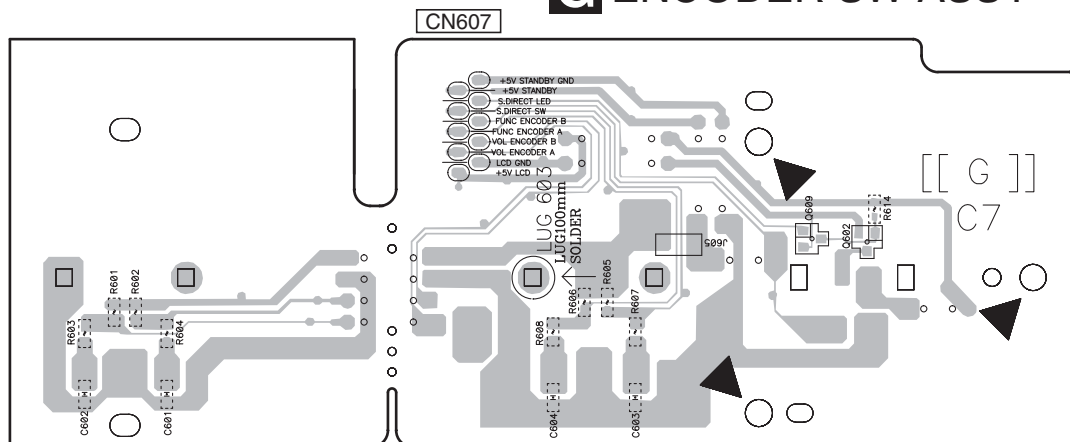 G ENCODER SW ASSY
CN607
+5V STANDBY GND
+5V STANDBY
S.DIRECT LED
S.DIRECT SW
FUNC ENCODER B
FUNC ENCODER A
VOL ENCODER B
VOL ENCODER A
LCD GND
+5V LCD
LUG 603
LUG100mm
SOLDER
[[ G ]]
C7
Q609
Q602
R614
J605
R601
R602
R603
R604
R605
R606
R607
R608
C602
C601
C604
C603